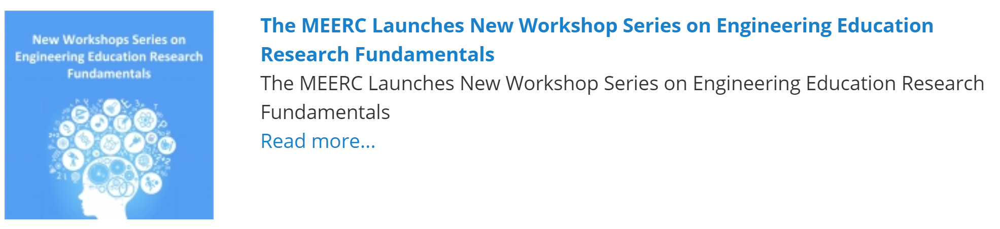 New Workshops Series on
Engineering Education Research
Fundamentals
The MEERC Launches New Workshop Series on Engineering Education
Research Fundamentals
The MEERC Launches New Workshop Series on Engineering Education Research
Fundamentals
Read more...